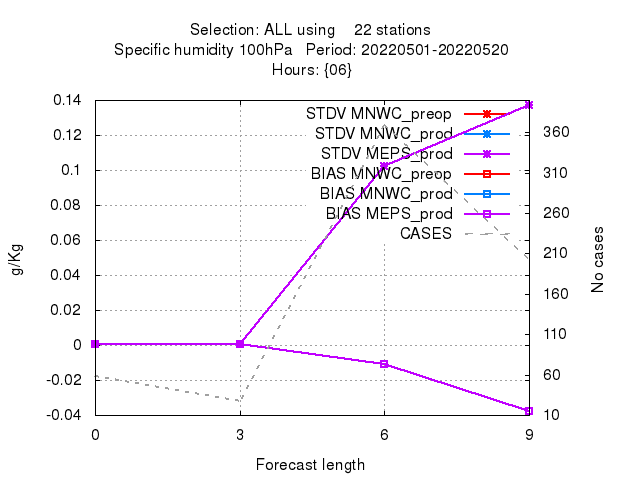 Selection: ALL using 22 stations
Specific humidity 100hPa Period: 20220501-20220520
Hours: {06}
0.14
0.12
0.1
0.08
0.06
0.04
0.02
0
-0.02
-0.04
g/Kg
STDV MNWC_preop
STDV MNWC_prod
STDV MEPS_prod
BIAS MNWC_preop
BIAS MNWC_prod
BIAS MEPS_prod
CASES
360
310
260
210
160
110
60
10
No cases
0 3 6 9
Forecast length